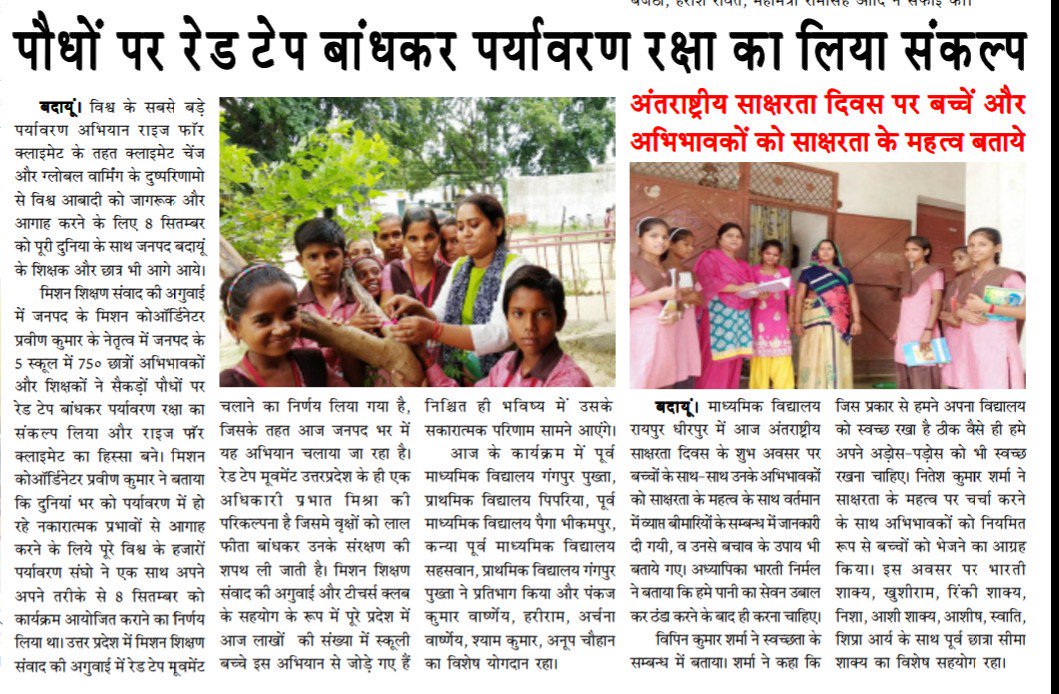 बजेठा, हरीश रावत, महामंत्री रामसिंह आदि ने सफाई की।
पौधों पर रेड टेप बांधकर पर्यावरण रक्षा का लिया संकल्प
बदायूं। विश्व के सबसे बड़े
पर्यावरण अभियान राइज फॉर
क्लाइमेट के तहत क्लाइमेट चेंज
और ग्लोबल वार्मिंग के दुष्परिणामो
से विश्व आबादी को जागरूक और
आगाह करने के लिए 8 सितम्बर
को पूरी दुनिया के साथ जनपद बदायूं
के शिक्षक और छात्र भी आगे आये।
मिशन शिक्षण संवाद की अगुवाई
में जनपद के मिशन कोऑर्डिनेटर
प्रवीण कुमार के नेतृत्व में जनपद के
5 स्कूल में 75० छात्रों अभिभावकों
और शिक्षकों ने सैकड़ों पौधों पर
रेड टेप बांधकर पर्यावरण रक्षा का
संकल्प लिया और राइज फॉर
क्लाइमेट का हिस्सा बने। मिशन
कोऑर्डिनेटर प्रवीण कुमार ने बताया
कि दुनियां भर को पर्यावरण में हो
रहे नकारात्मक प्रभावों से आगाह
करने के लिये पूरे विश्व के हजारों
पर्यावरण संघो ने एक साथ अपने
अपने तरीके से 8 सितम्बर को
कार्यक्रम आयोजित कराने का निर्णय
लिया था। उत्तर प्रदेश में मिशन शिक्षण
संवाद की अगुवाई में रेड टेप मूवमेंट
चलाने का निर्णय लिया गया है,
जिसके तहत आज जनपद भर में
यह अभियान चलाया जा रहा है।
रेड टेप मूवमेंट उत्तरप्रदेश के ही एक
अधिकारी प्रभात मिश्रा की
परिकल्पना है जिसमे वृक्षों को लाल
फीता बांधकर उनके संरक्षण की
शपथ ली जाती है। मिशन शिक्षण
संवाद की अगुवाई और टीचर्स क्लब
के सहयोग के रूप में पूरे प्रदेश में
आज लाखों की संख्या में स्कूली
बच्चे इस अभियान से जोड़े गए हैं
निश्चित ही भविष्य में उसके
सकारात्मक परिणाम सामने आएंगे।
आज के कार्यक्रम में पूर्व
माध्यमिक विद्यालय गंगपुर पुख्ता,
प्राथमिक विद्यालय पिपरिया, पूर्व
माध्यमिक विद्यालय पैगा भीकमपुर,
कन्या पूर्व माध्यमिक विद्यालय
सहसवान, प्राथमिक विद्यालय गंगपुर
पुख्ता ने प्रतिभाग किया और पंकज
कुमार वार्ष्णेय, हरीराम, अर्चना
वार्ष्णेय, श्याम कुमार, अनूप चौहान
का विशेष योगदान रहा।
अंतराष्ट्रीय साक्षरता दिवस पर बच्चें और
अभिभावकों को साक्षरता के महत्व बताये
बदायूं। माध्यमिक विद्यालय
रायपुर धीरपुर में आज अंतराष्ट्रीय
साक्षरता दिवस के शुभ अवसर पर
बच्चों के साथ-साथ उनके अभिभावकों
को साक्षरता के महत्व के साथ वर्तमान
में व्याप्त बीमारियों के सम्बन्ध में जानकारी
दी गयी, व उनसे बचाव के उपाय भी
बताये गए। अध्यापिका भारती निर्मल
ने बताया कि हमे पानी का सेवन उबाल
कर ठंडा करने के बाद ही करना चाहिए।
विपिन कुमार शर्मा ने स्वच्छता के
सम्बन्ध में बताया। शर्मा ने कहा कि
जिस प्रकार से हमने अपना विद्यालय
को स्वच्छ रखा है ठीक वैसे ही हमे
अपने अड़ोस-पड़ोस को भी स्वच्छ
रखना चाहिए। नितेश कुमार शर्मा ने
साक्षरता के महत्व पर चर्चा करने
के साथ अभिभावकों को नियमित
रूप से बच्चों को भेजने का आग्रह
किया। इस अवसर पर भारती
शाक्य, खुशीराम, रिंकी शाक्य,
निशा, आशी शाक्य, आशीष, स्वाति,
शिप्रा आर्य के साथ पूर्व छात्रा सीमा
शाक्य का विशेष सहयोग रहा।